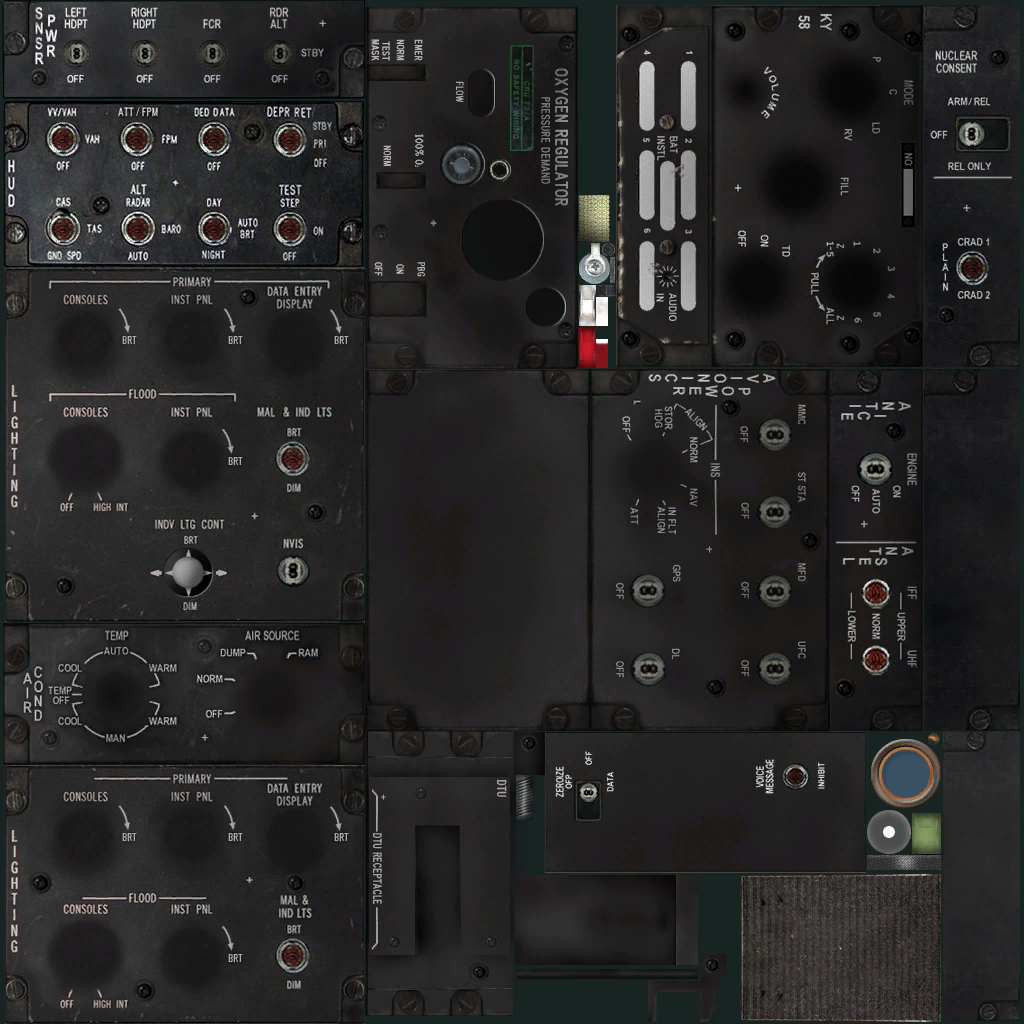 SNSR
PWR
LEFT
HDPT
RIGHT
HDPT
FCR
RDR
ALT
STBY
OFF
OFF
OFF
OFF
HUD
VV/VAH
ATT/FPM
DED DATA
DEPR RET
VAH
FPM
STBY
PRI
OFF
OFF
OFF
OFF
CAS
ALT
RADAR
DAY
TEST
STEP
TAS
BARO
AUTO
BRT
ON
GND SPD
AUTO
NIGHT
OFF
LIGHTING
PRIMARY
CONSOLES
INST PNL
DATA ENTRY
DISPLAY
BRT
BRT
BRT
FLOOD
CONSOLES
INST PNL
MAL & IND LTS
BRT
BRT
DIM
OFF
HIGH INT
INDV LTG CONT
BRT
DIM
NVIS
AIR
COND
TEMP
AUTO
COOL
WARM
TEMP
OFF
COOL
WARM
MAN
AIR SOURCE
DUMP
RAM
NORM
OFF
LIGHTING
PRIMARY
CONSOLES
INST PNL
DATA ENTRY
DISPLAY
BRT
BRT
BRT
FLOOD
CONSOLES
INST PNL
MAL &
IND LTS
BRT
BRT
DIM
OFF
HIGH INT
OXYGEN REGULATOR
PRESSURE DEMAND
FLOW
EMER
NORM
TEST
MASK
100% O
NORM
PBG
ON
OFF
NO SAFETY WIRING
KY
58
VOLUME
MODE
P
C
LD
RV
FILL
ON
TD
ON
OFF
1
2
3
4
5
6
BAT
INSTL
AUDIO
IN
Z
1-5
1
2
3
4
5
6
Z
ALL
PULL
NUCLEAR
CONSENT
ARM/REL
OFF
REL ONLY
PLAIN
CRAD 1
CRAD 2
AVIONICS
POWER
MMC
OFF
ST STA
OFF
MFD
OFF
UFC
OFF
GPS
OFF
DL
OFF
INS
ALIGN
STOR
HDG
NORM
OFF
NAV
IN FLT
ALIGN
ATT
ANTI
ICE
ENGINE
ON
AUTO
OFF
ANT
SEL
IFF
UHF
UPPER
NORM
LOWER
DTU
DTU RECEPTACLE
ZEROIZE
OFP
OFF
DATA
VOICE
MESSAGE
INHIBIT